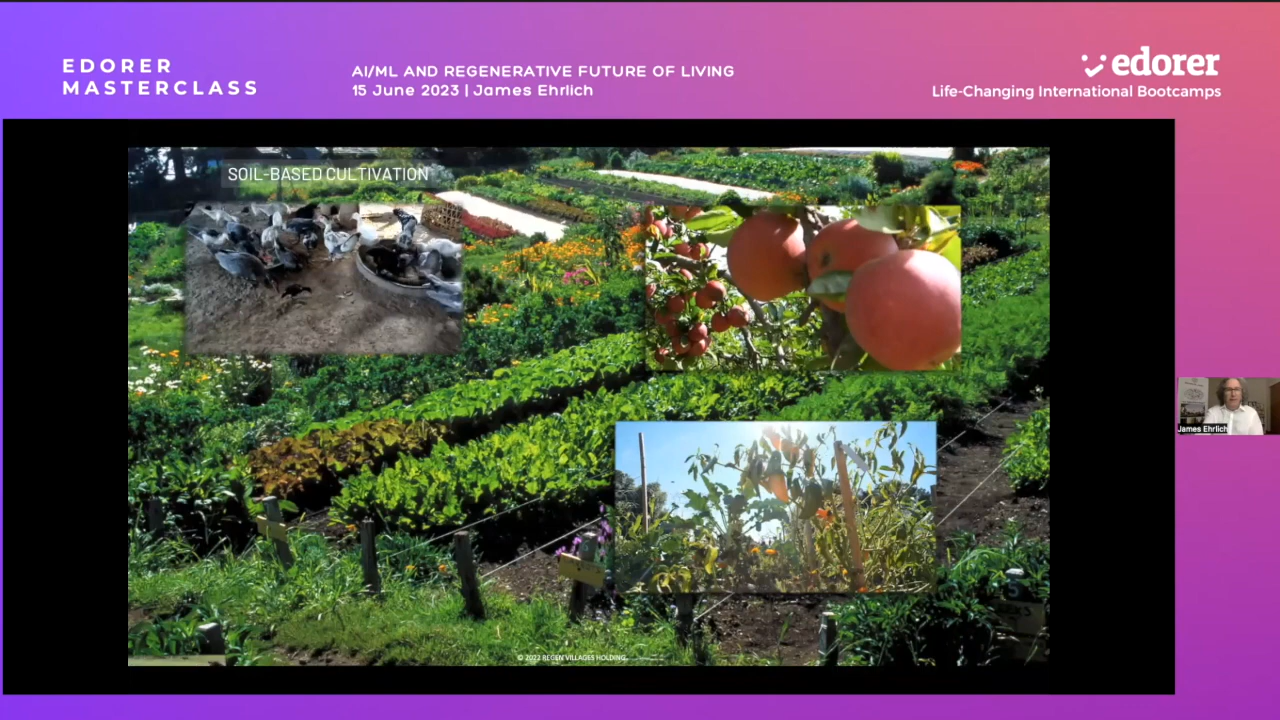 EDORER
MASTERCLASS
AI/ML AND REGENERATIVE FUTURE OF LIVING
15 June 2023 | James Ehrlich
edorer
Life-Changing International Bootcamps
SOIL-BASED CULTIVATION
James Ehrlich
© 2022 REGEN VILLAGES HOLDING